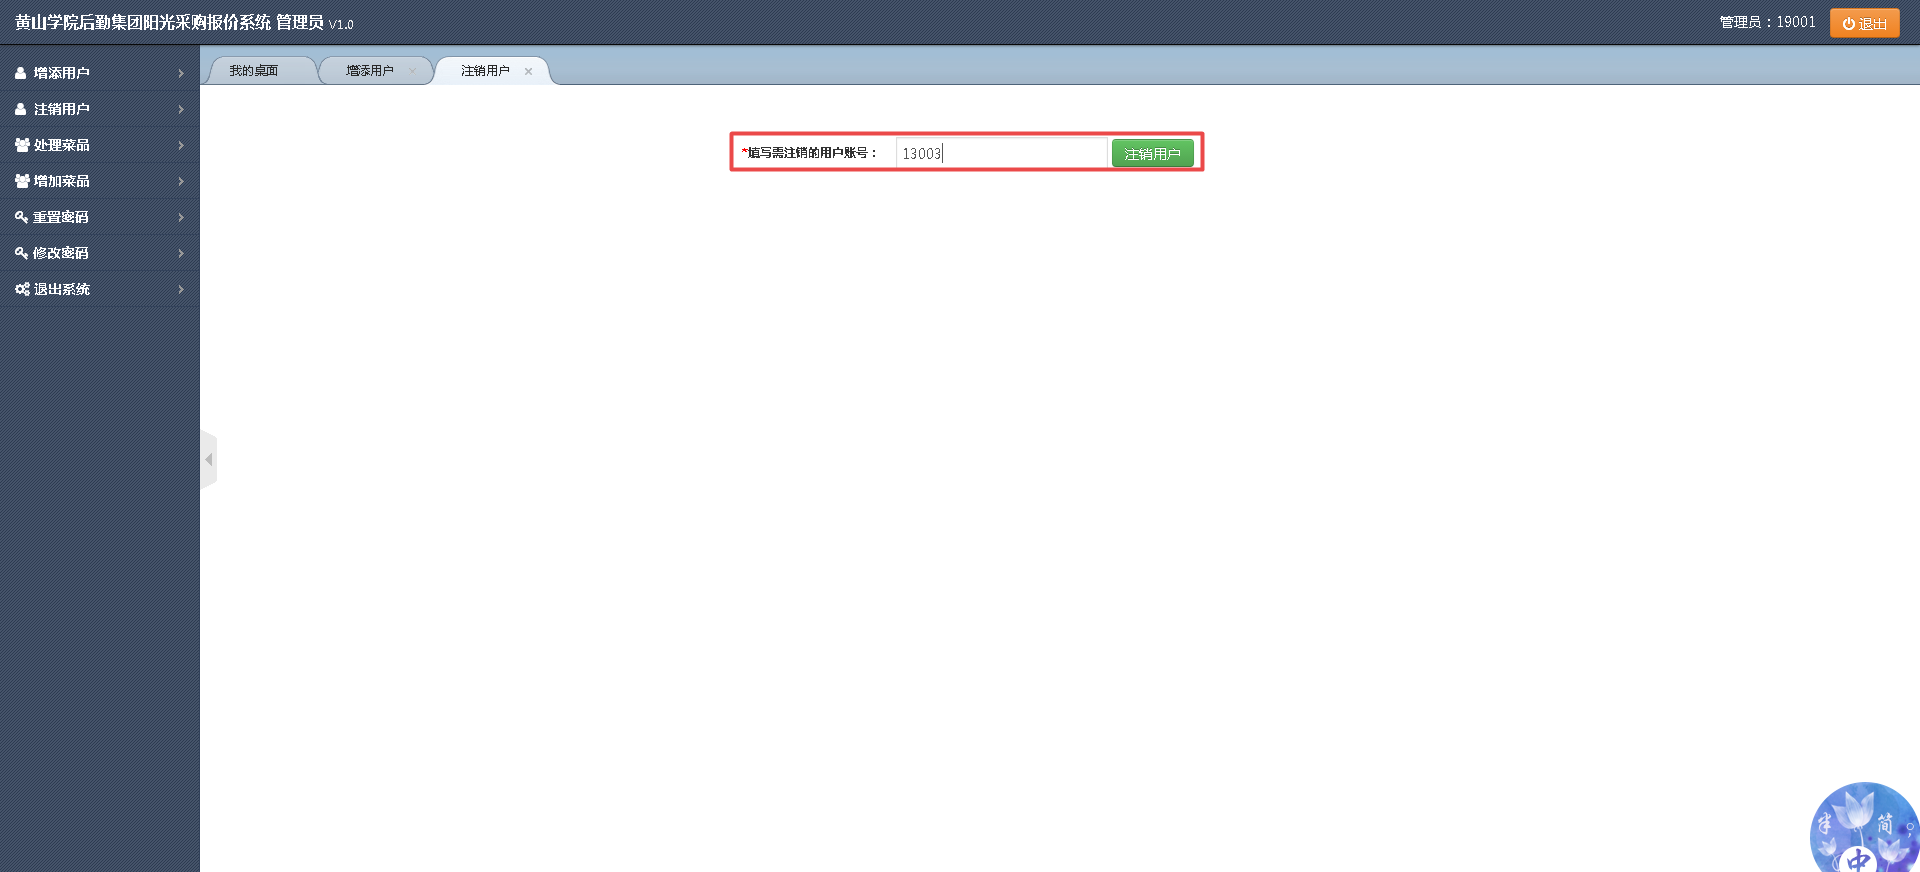 黄山学院后勤集团阳光采购报价系统 管理员 V1.0
管理员：19001
退出
增添用户
注销用户
处理菜品
增加菜品
重置密码
修改密码
退出系统
我的桌面
增添用户
注销用户
*填写需注销的用户账号：
13003
注销用户
半
简
中